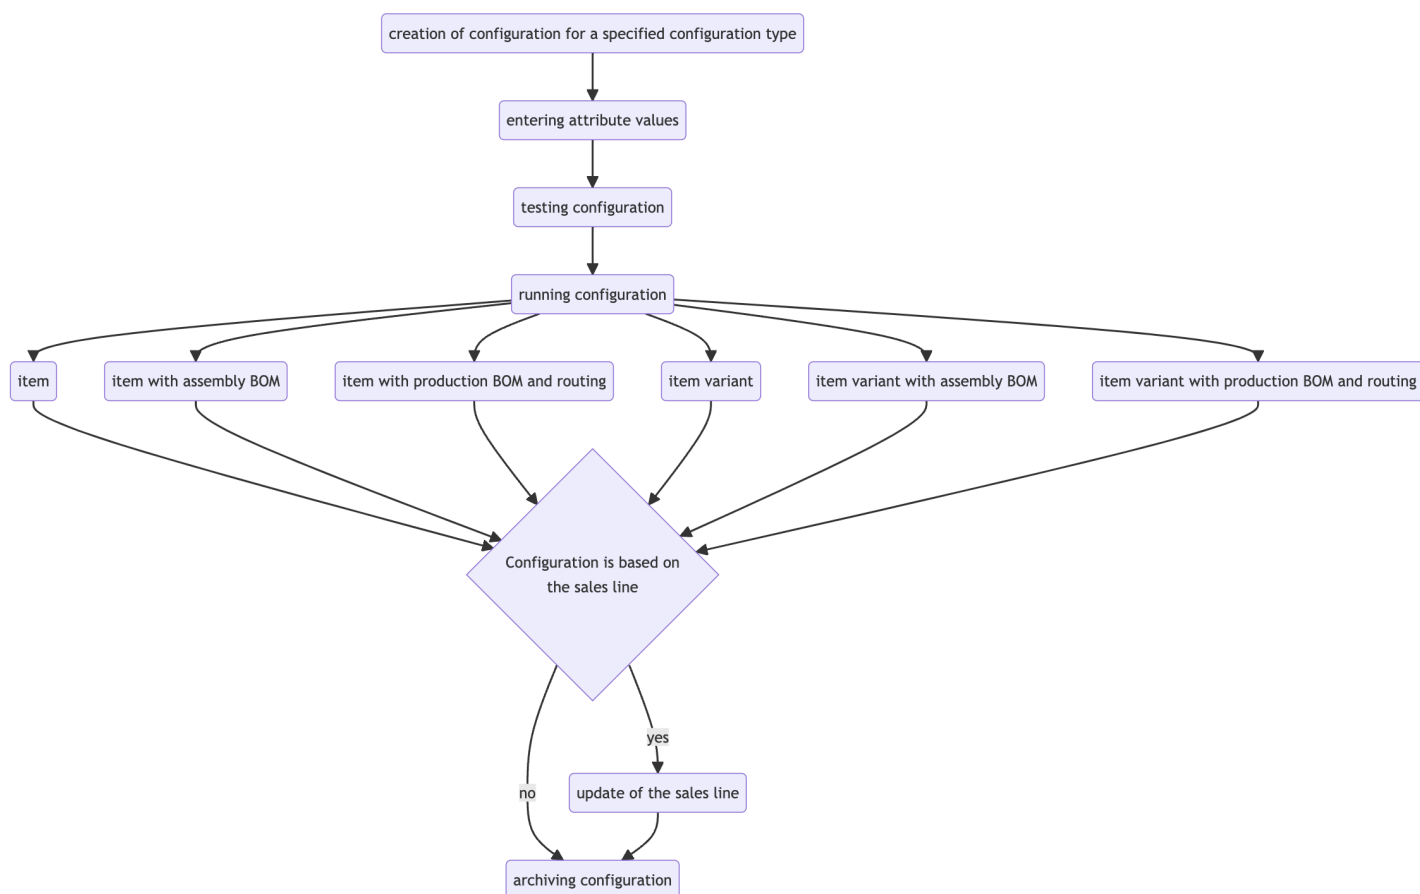 creation of configuration for a specified configuration type
entering attribute values
testing configuration
running configuration
item
item with assembly BOM
item with production BOM and routing
item variant
item variant with assembly BOM
item variant with production BOM and routing
Configuration is based on
the sales line
yes
no
update of the sales line
archiving configuration